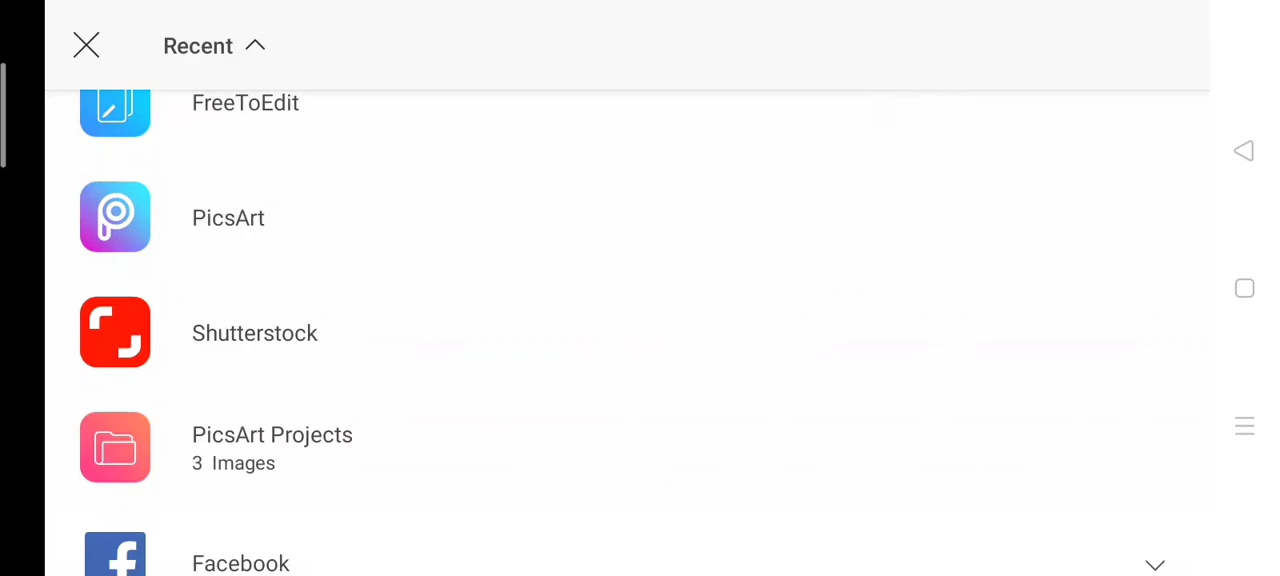 Recent
FreeToEdit
PicsArt
Shutterstock
PicsArt Projects
3 Images
Facebook